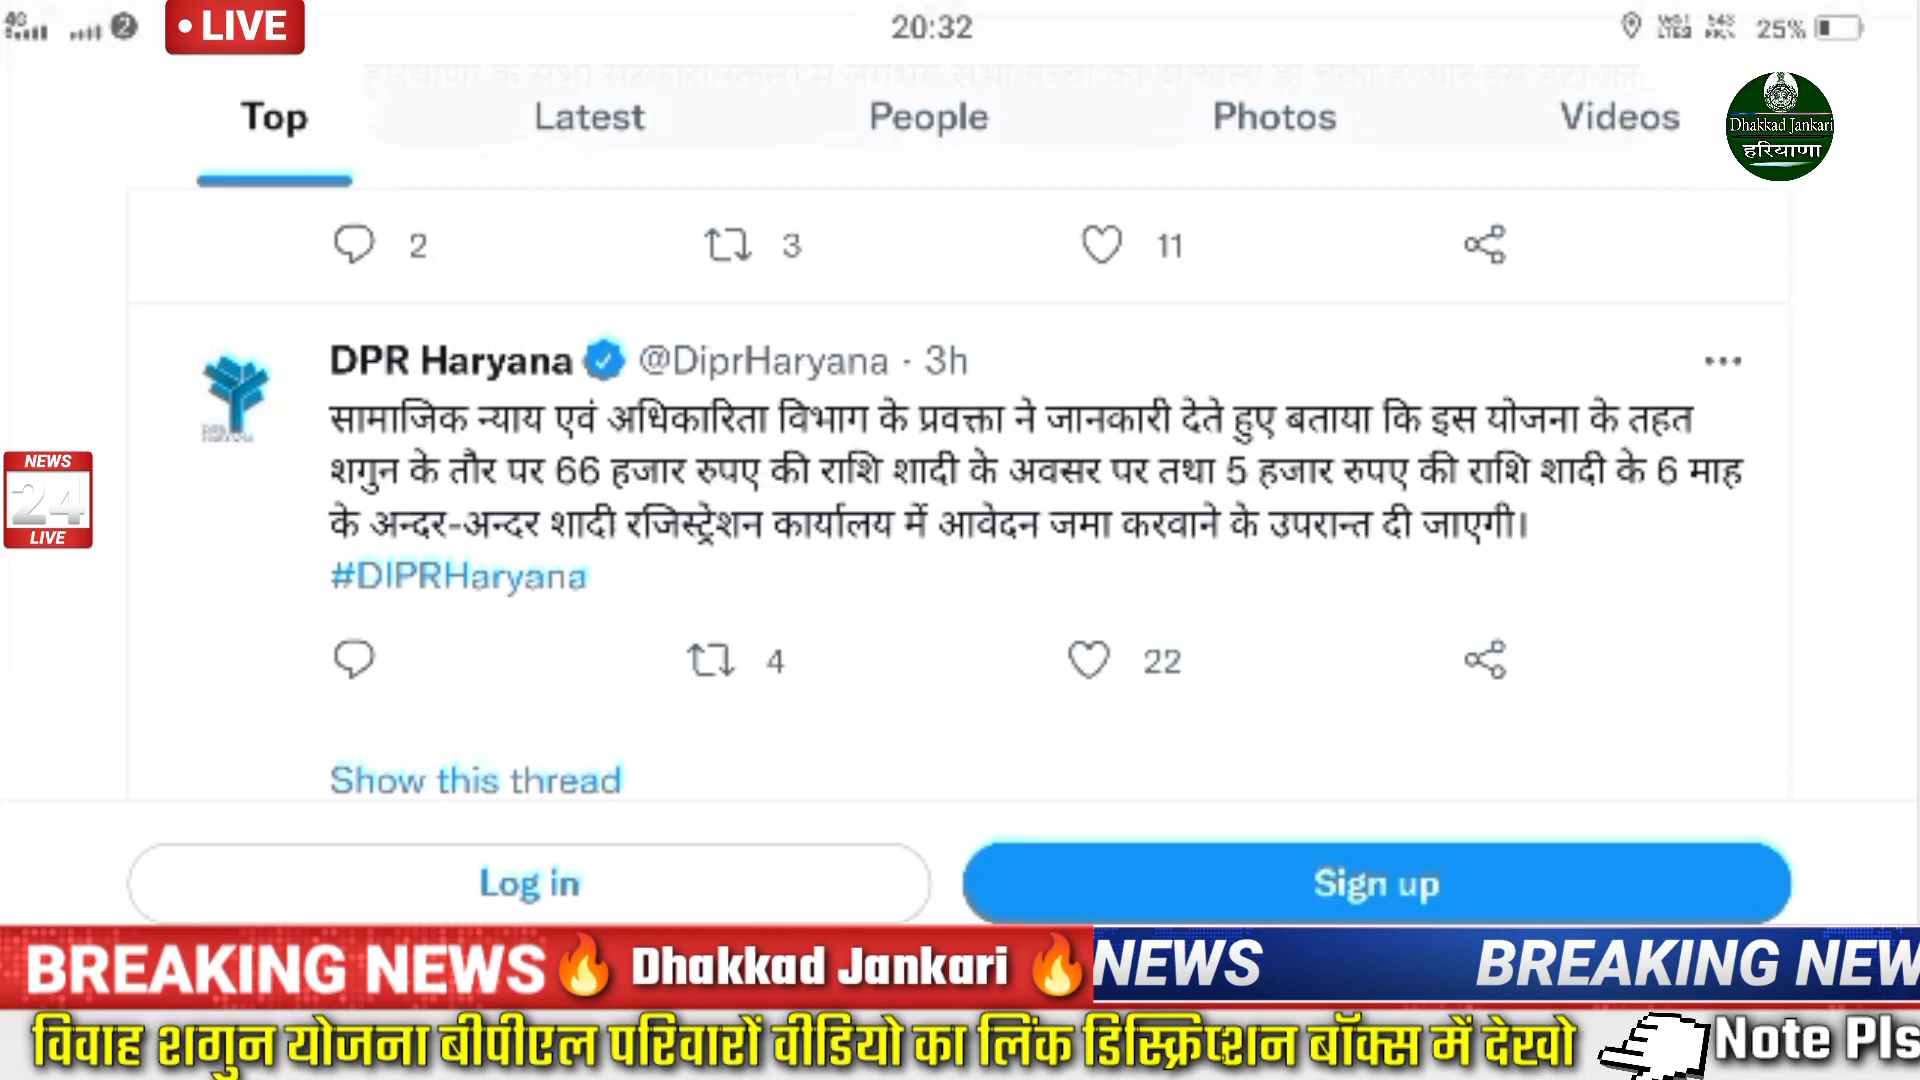 4G
2
• LIVE
20:32
25%
Top
Latest
People
Photos
Videos
Dhakkad Jankari
हरियाणा
2
3
11
DPR Haryana @DiprHaryana · 3h
सामाजिक न्याय एवं अधिकारिता विभाग के प्रवक्ता ने जानकारी देते हुए बताया कि इस योजना के तहत
शगुन के तौर पर 66 हजार रुपए की राशि शादी के अवसर पर तथा 5 हजार रुपए की राशि शादी के 6 माह
के अन्दर-अन्दर शादी रजिस्ट्रेशन कार्यालय में आवेदन जमा करवाने के उपरान्त दी जाएगी।
#DIPRHaryana
NEWS
24
LIVE
4
22
Show this thread
Log in
Sign up
BREAKING NEWS Dhakkad Jankari NEWS BREAKING NEW
विवाह शगुन योजना बीपीएल परिवारों वीडियो का लिंक डिस्क्रिप्शन बॉक्स में देखो Note Pls